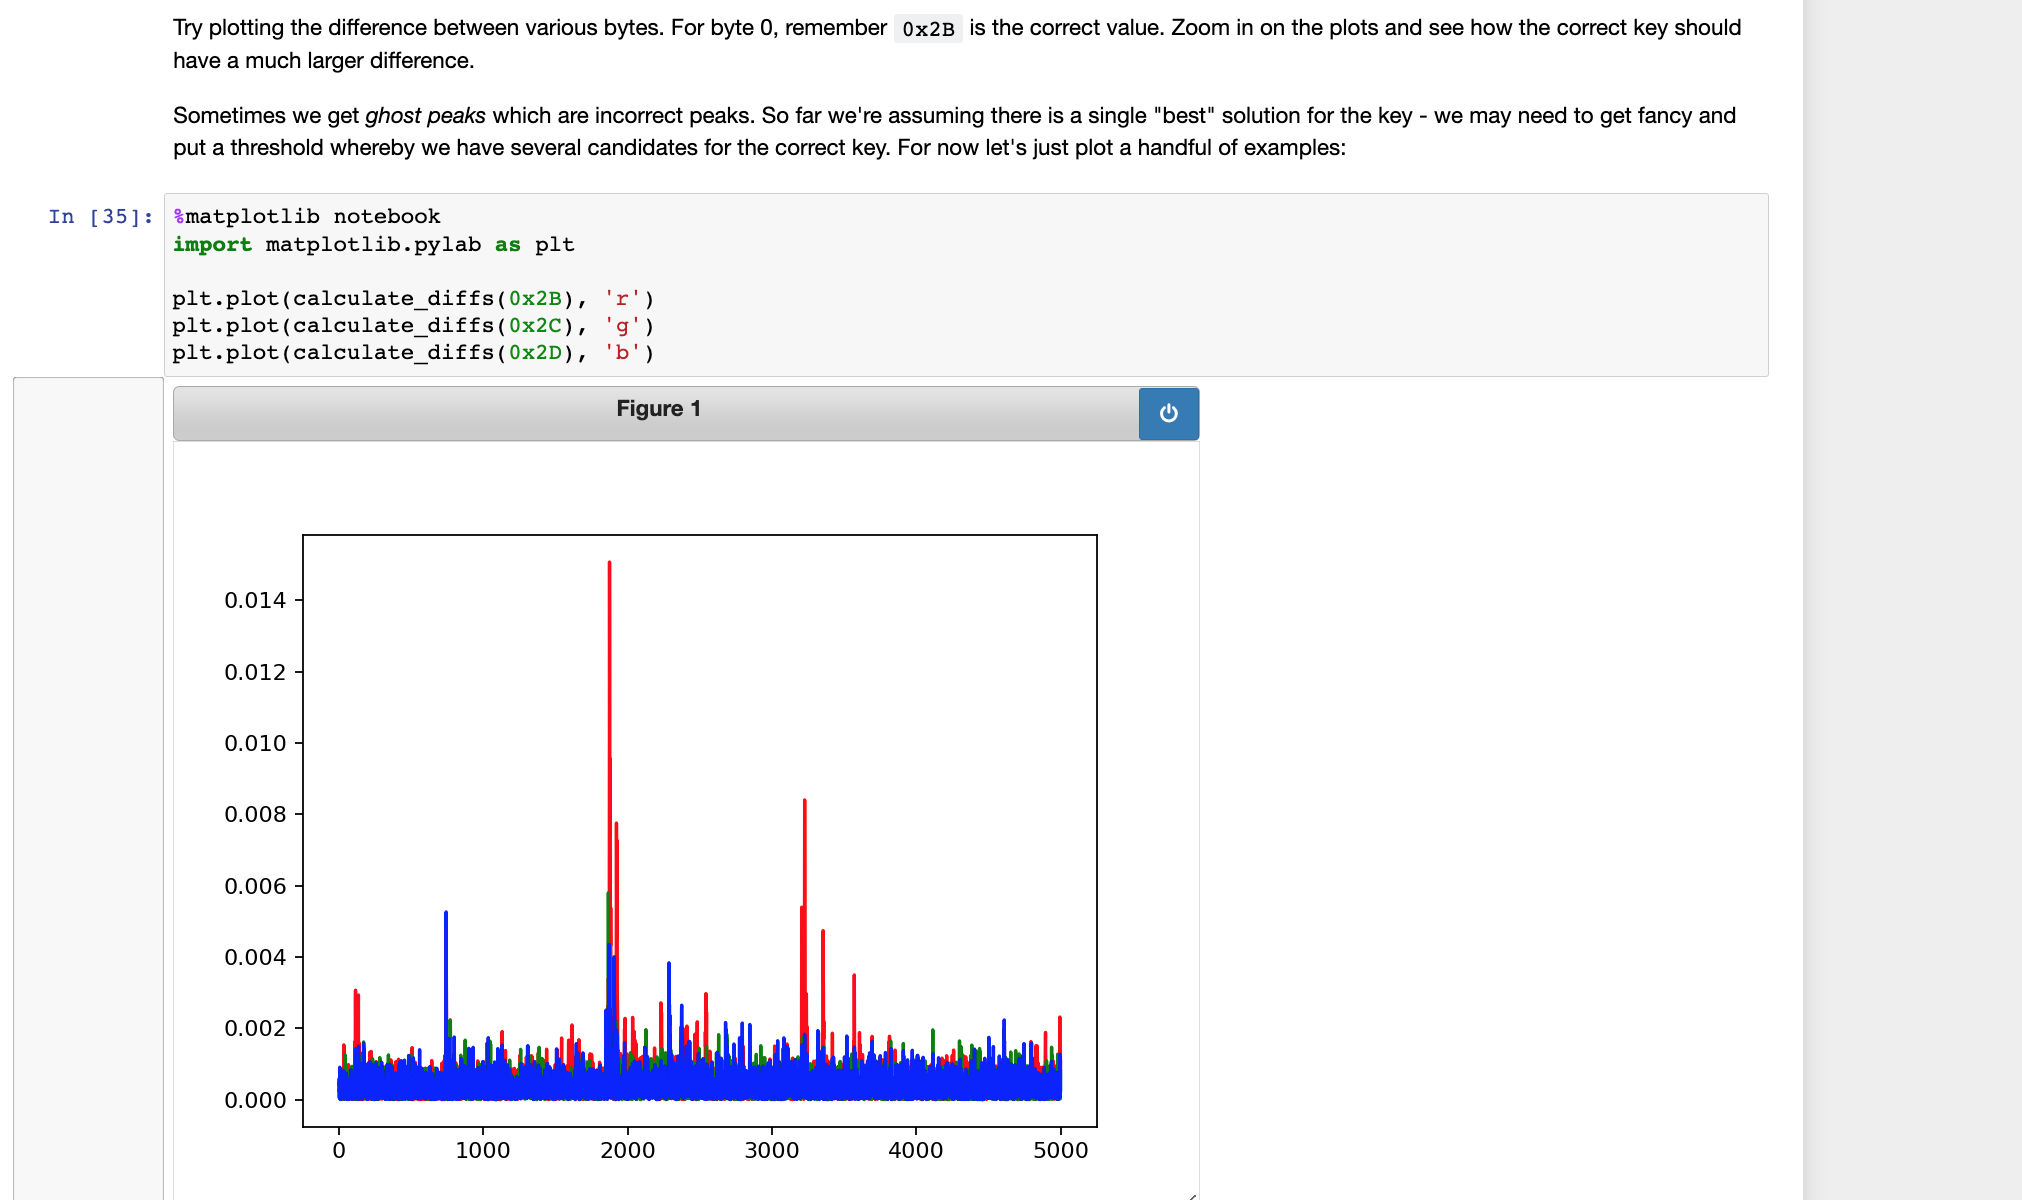 Try plotting the difference between various bytes. For byte 0, remember 0x2B is the correct value. Zoom in on the plots and see how the correct key should
have a much larger difference.
Sometimes we get ghost peaks which are incorrect peaks. So far we're assuming there is a single "best" solution for the key - we may need to get fancy and
put a threshold whereby we have several candidates for the correct key. For now let's just plot a handful of examples:
In [35]:
%matplotlib notebook
import matplotlib.pylab as plt
plt.plot(calculate_diffs(0x2B), 'r')
plt.plot(calculate_diffs(0x2C), 'g')
plt.plot(calculate_diffs(0x2D), 'b')
Figure 1
0.014
0.012
0.010
0.008
0.006
0.004
0.002
0.000
0 1000 2000 3000 4000 5000